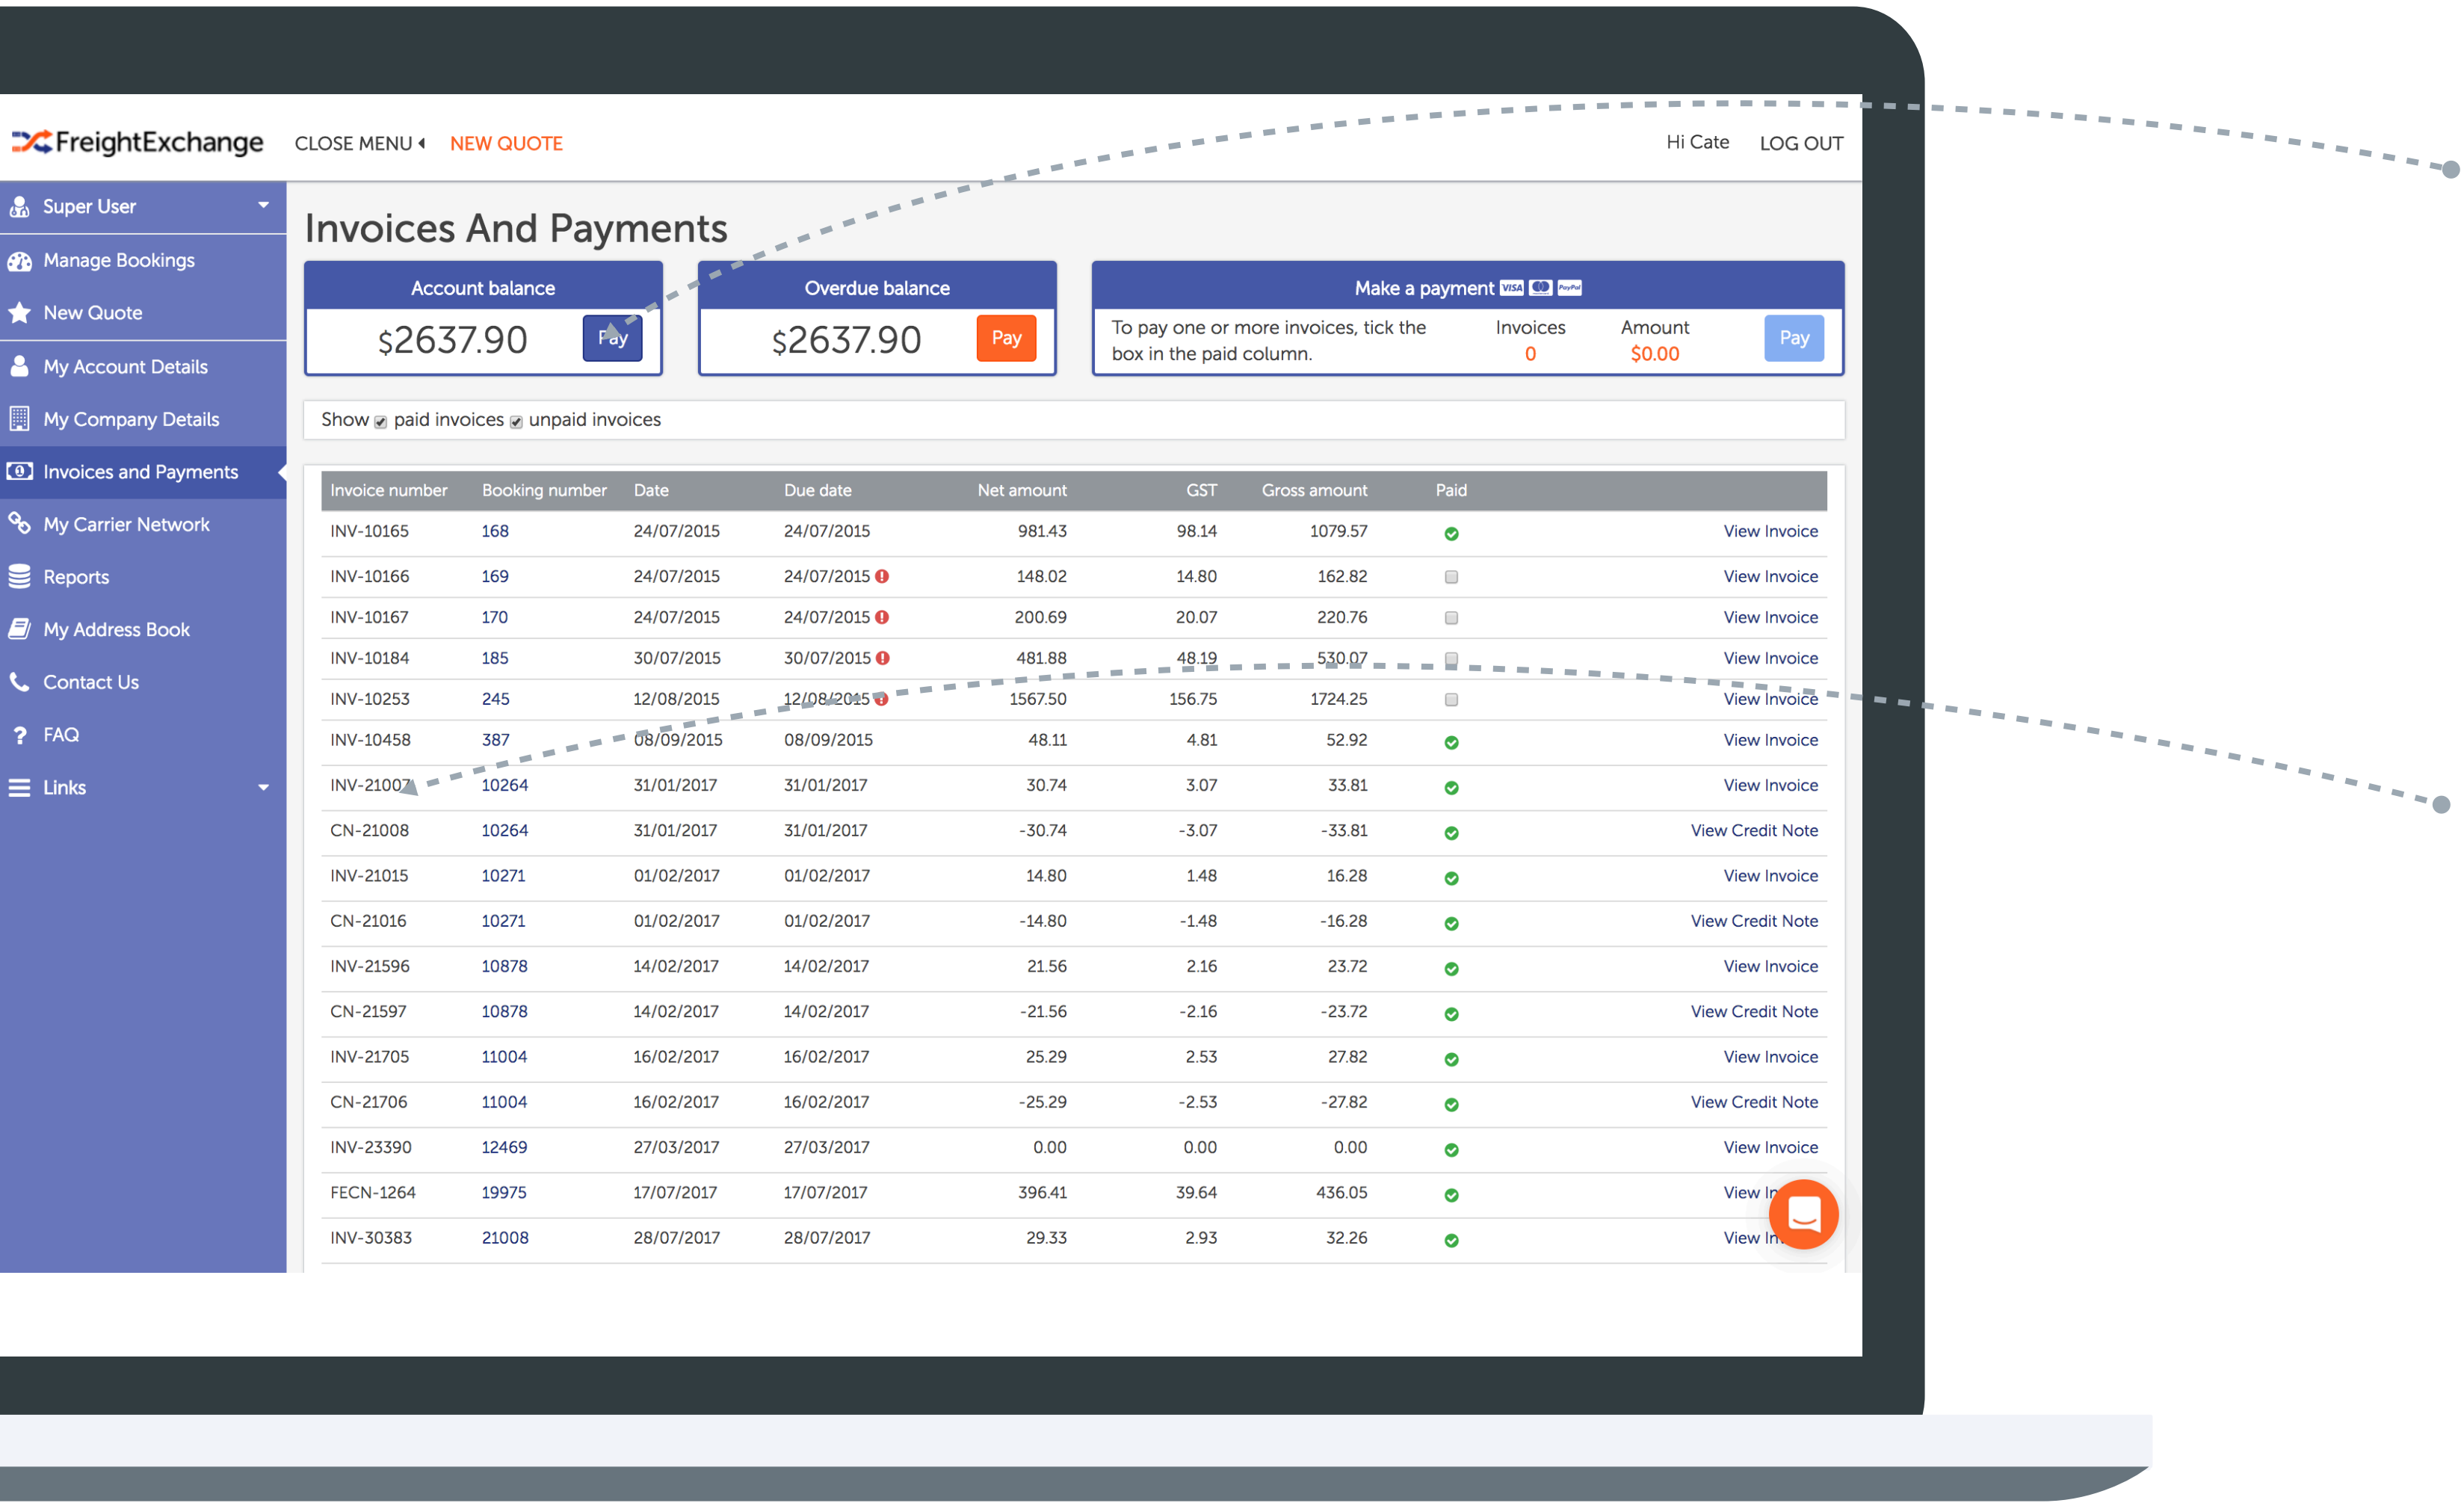 FreightExchange CLOSE MENU NEW QUOTE Hi Cate LOG OUT
Super User
Manage Bookings
New Quote
My Account Details
My Company Details
Invoices and Payments
My Carrier Network
Reports
My Address Book
Contact Us
? FAQ
Links
Invoices And Payments
Account balance
$2637.90 Pay
Overdue balance
$2637.90 Pay
Make a payment VISA PayPal
To pay one or more invoices, tick the
box in the paid column.
Invoices
0
Amount
$0.00
Pay
Show paid invoices unpaid invoices
Invoice number Booking number Date Due date Net amount GST Gross amount Paid
INV-10165 168 24/07/2015 24/07/2015 981.43 98.14 1079.57 View Invoice
INV-10166 169 24/07/2015 24/07/2015 148.02 14.80 162.82 View Invoice
INV-10167 170 24/07/2015 24/07/2015 200.69 20.07 220.76 View Invoice
INV-10184 185 30/07/2015 30/07/2015 481.88 48.19 530.07 View Invoice
INV-10253 245 12/08/2015 12/08/2015 1567.50 156.75 1724.25 View Invoice
INV-10458 387 08/09/2015 08/09/2015 48.11 4.81 52.92 View Invoice
INV-21007 10264 31/01/2017 31/01/2017 30.74 3.07 33.81 View Invoice
CN-21008 10264 31/01/2017 31/01/2017 -30.74 -3.07 -33.81 View Credit Note
INV-21015 10271 01/02/2017 01/02/2017 14.80 1.48 16.28 View Invoice
CN-21016 10271 01/02/2017 01/02/2017 -14.80 -1.48 -16.28 View Credit Note
INV-21596 10878 14/02/2017 14/02/2017 21.56 2.16 23.72 View Invoice
CN-21597 10878 14/02/2017 14/02/2017 -21.56 -2.16 -23.72 View Credit Note
INV-21705 11004 16/02/2017 16/02/2017 25.29 2.53 27.82 View Invoice
CN-21706 11004 16/02/2017 16/02/2017 -25.29 -2.53 -27.82 View Credit Note
INV-23390 12469 27/03/2017 27/03/2017 0.00 0.00 0.00 View Invoice
FECN-1264 19975 17/07/2017 17/07/2017 396.41 39.64 436.05 View
INV-30383 21008 28/07/2017 28/07/2017 29.33 2.93 32.26 View